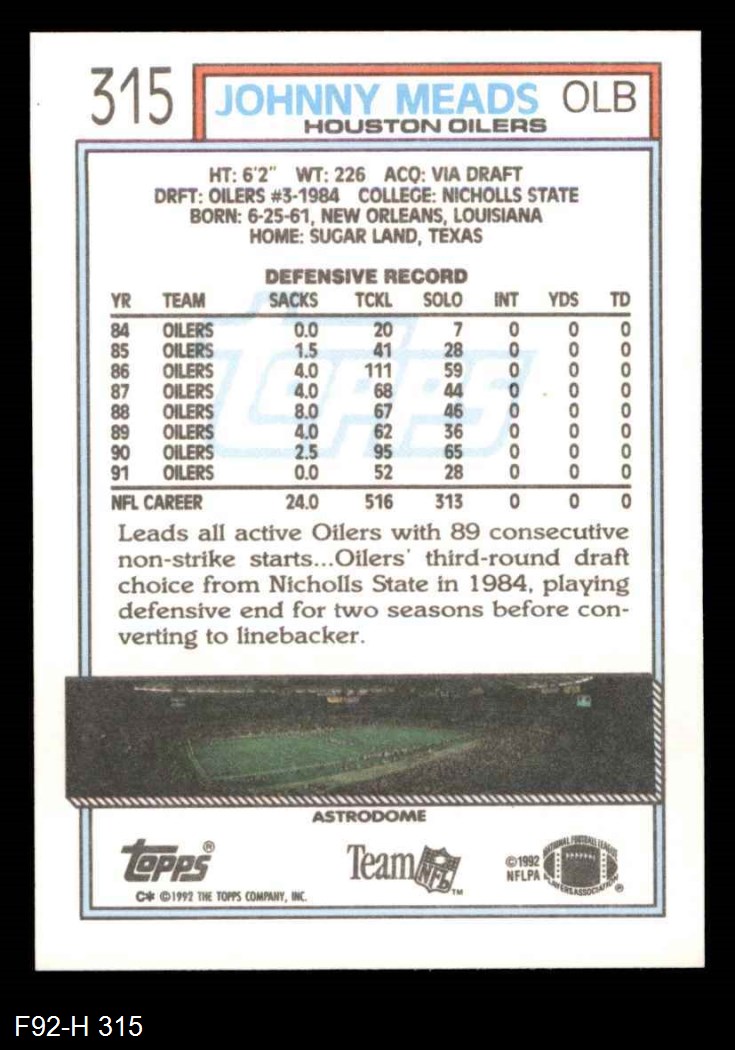 315 JOHNNY MEADS OLB
HOUSTON OILERS
HT: 6'2" WT: 226 ACQ: VIA DRAFT
DRFT: OILERS #3-1984 COLLEGE: NICHOLLS STATE
BORN: 6-25-61, NEW ORLEANS, LOUISIANA
HOME: SUGAR LAND, TEXAS
DEFENSIVE RECORD
YR TEAM SACKS TCKL SOLO INT YDS TD
84 OILERS 0.0 20 7 0 0 0
85 OILERS 1.5 41 28 0 0 0
86 OILERS 4.0 111 59 0 0 0
87 OILERS 4.0 68 44 0 0 0
88 OILERS 8.0 67 46 0 0 0
89 OILERS 4.0 62 36 0 0 0
90 OILERS 2.5 95 65 0 0 0
91 OILERS 0.0 52 28 0 0 0
NFL CAREER 24.0 516 313 0 0 0
Topps
Leads all active Oilers with 89 consecutive
non-strike starts...Oilers' third-round draft
choice from Nicholls State in 1984, playing
defensive end for two seasons before con-
verting to linebacker.
ASTRODOME
Topps® Team NFL™ ©1992 NFLPA NATIONAL FOOTBALL LEAGUE PLAYERS ASSOCIATION ®
C* ©1992 THE TOPPS COMPANY, INC.
F92-H 315